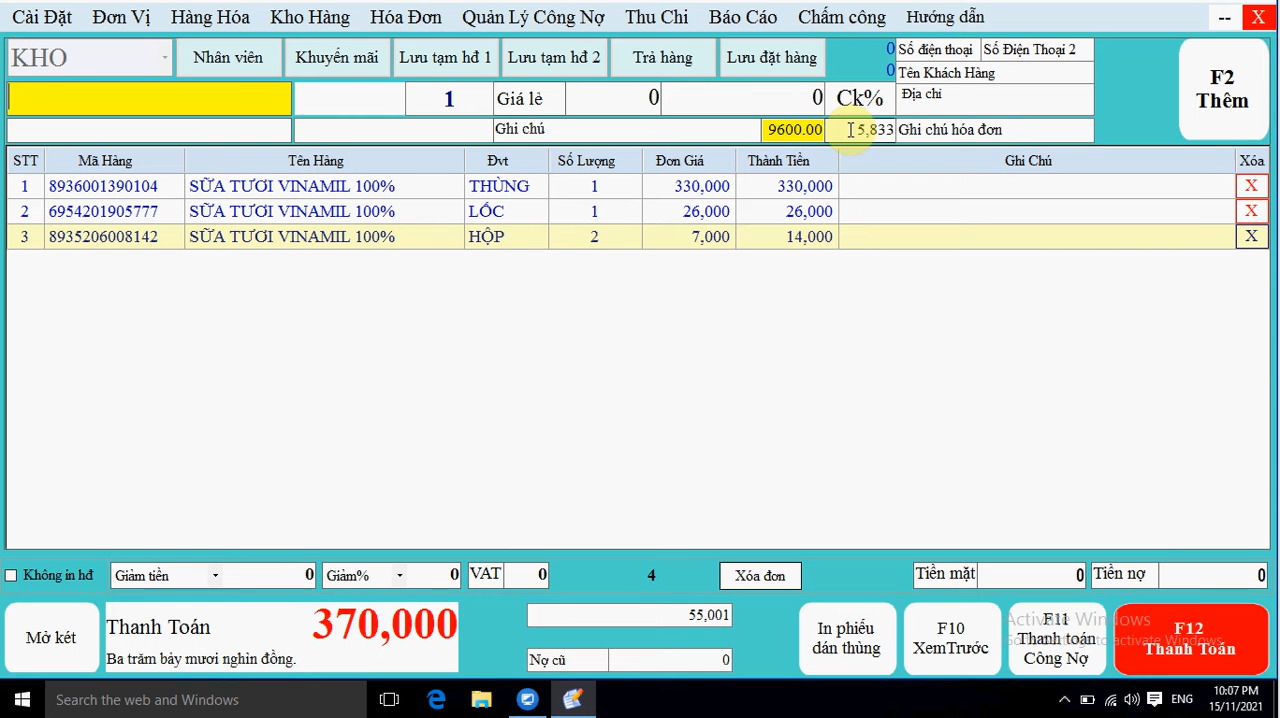 Cài Đặt Đơn Vị Hàng Hóa Kho Hàng Hóa Đơn Quản Lý Công Nợ Thu Chi Báo Cáo Chấm công Hướng dẫn -- X
KHO Nhân viên Khuyến mãi Lưu tạm hđ 1 Lưu tạm hđ 2 Trả hàng Lưu đặt hàng 0 Số điện thoại Số Điện Thoại 2
0 Tên Khách Hàng
F2
Thêm
1 Giá lẻ 0 0 Ck% Địa chỉ
Ghi chú 9600.00 5,833 Ghi chú hóa đơn
STT Mã Hàng Tên Hàng Đvt Số Lượng Đơn Giá Thành Tiền Ghi Chú Xóa
1 8936001390104 SỮA TƯƠI VINAMIL 100% THÙNG 1 330,000 330,000 X
2 6954201905777 SỮA TƯƠI VINAMIL 100% LỐC 1 26,000 26,000 X
3 8935206008142 SỮA TƯƠI VINAMIL 100% HỘP 2 7,000 14,000 X
Không in hđ Giảm tiền 0 Giảm% 0 VAT 0 4 Xóa đơn Tiền mặt 0 Tiền nợ 0
Mở két Thanh Toán 370,000 55,001
Ba trăm bảy mươi nghìn đồng. Nợ cũ 0
In phiếu
dán thùng
F10
XemTrước
F11
Thanh toán
Công Nợ
F12
Thanh Toán
Activate Windows
Go to Settings to activate Windows.
Search the web and Windows ENG 10:07 PM
15/11/2021